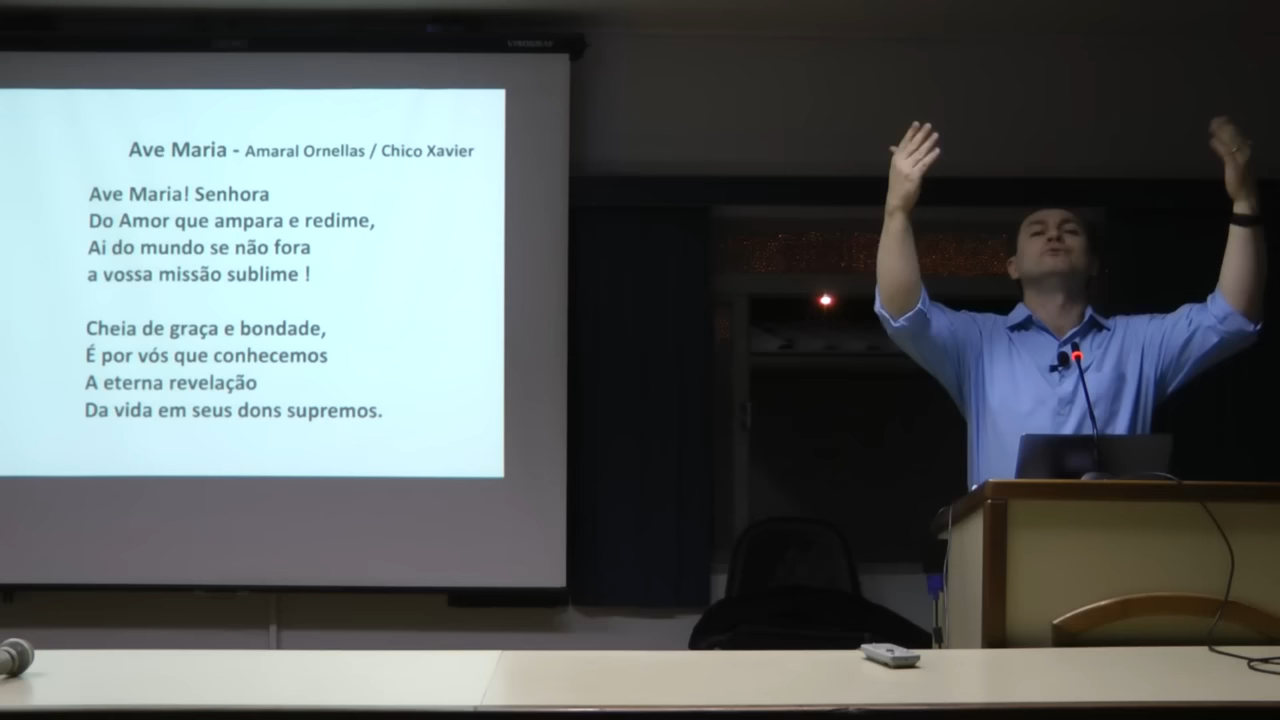 Ave Maria - Amaral Ornellas / Chico Xavier
Ave Maria! Senhora
Do Amor que ampara e redime,
Ai do mundo se não fora
a vossa missão sublime !
Cheia de graça e bondade,
É por vós que conhecemos
A eterna revelação
Da vida em seus dons supremos.